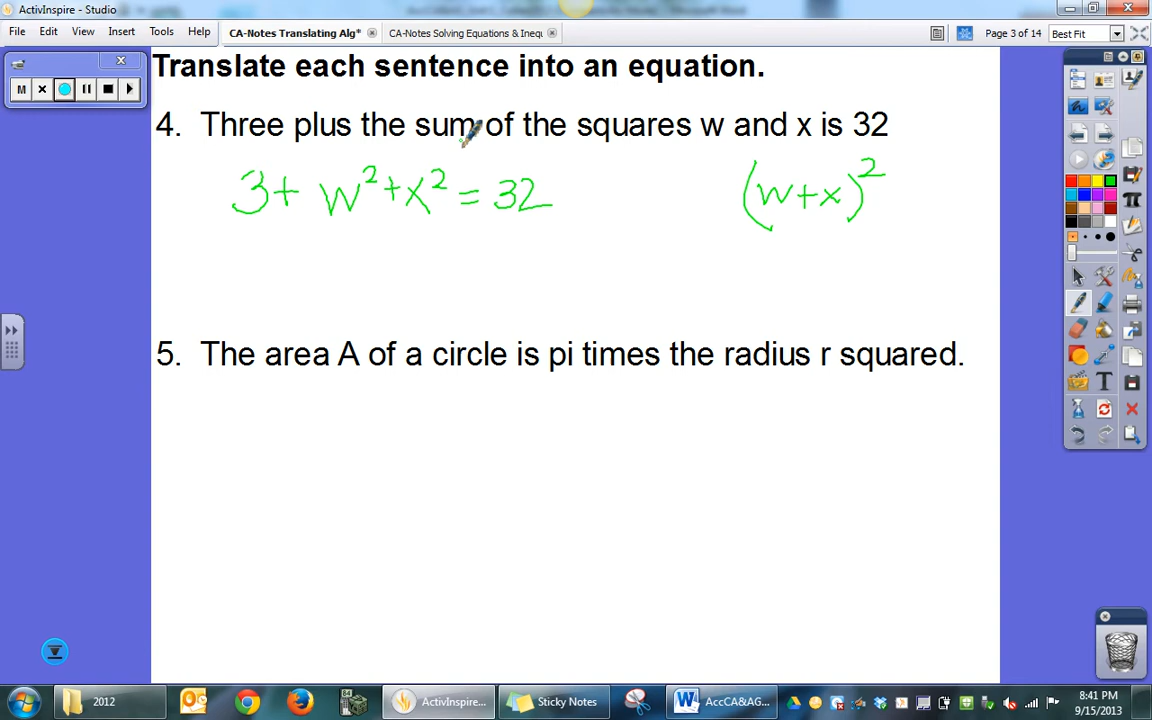 ActivInspire - Studio
File Edit View Insert Tools Help
CA-Notes Translating Alg*
CA-Notes Solving Equations & Inequ
Page 3 of 14
Best Fit
M
Translate each sentence into an equation.
4. Three plus the sum of the squares w and x is 32
3 + w² + x² = 32
(w+x)²
5. The area A of a circle is pi times the radius r squared.
2012
ActivInspire...
Sticky Notes
AccCA&AG...
8:41 PM
9/15/2013